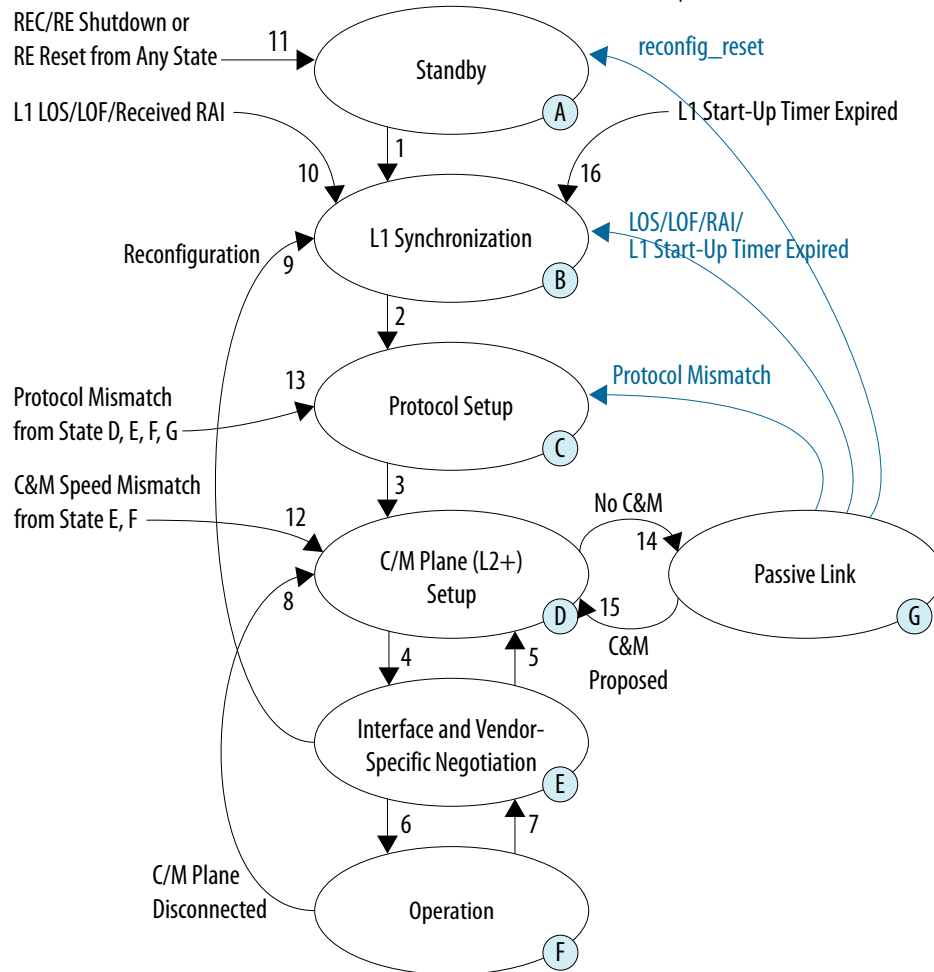 REC/RE Shutdown or
RE Reset from Any State
11
Standby
A
reconfig_reset
L1 LOS/LOF/Received RAI
10
1
16
L1 Start-Up Timer Expired
L1 Synchronization
B
Reconfiguration
9
LOS/LOF/RAI/
L1 Start-Up Timer Expired
2
13
Protocol Mismatch
from State D, E, F, G
Protocol Setup
C
Protocol Mismatch
3
C&M Speed Mismatch
from State E, F
12
No C&M
14
C/M Plane (L2+)
Setup
D
8
Passive Link
G
15
C&M
Proposed
4
5
Interface and Vendor-
Specific Negotiation
E
6
7
C/M Plane
Disconnected
Operation
F